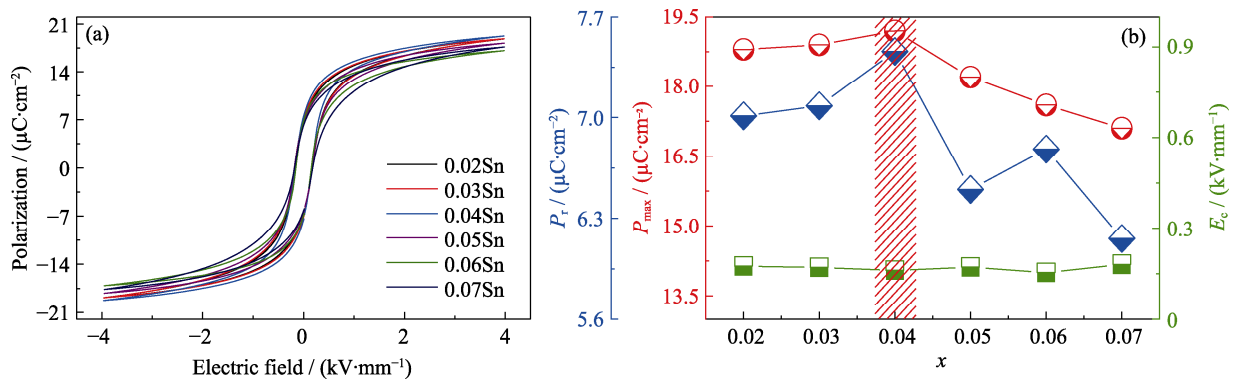 (a)
21
14
7
0
−7
−14
−21
Polarization / (μC·cm⁻²)
0.02Sn
0.03Sn
0.04Sn
0.05Sn
0.06Sn
0.07Sn
−4
−2
0
2
4
Electric field / (kV·mm⁻¹)
(b)
7.7
7.0
6.3
5.6
Pᵣ / (μC·cm⁻²)
19.5
18.0
16.5
15.0
13.5
Pmax / (μC·cm⁻²)
0.9
0.6
0.3
0
Ec / (kV·mm⁻¹)
0.02
0.03
0.04
0.05
0.06
0.07
x